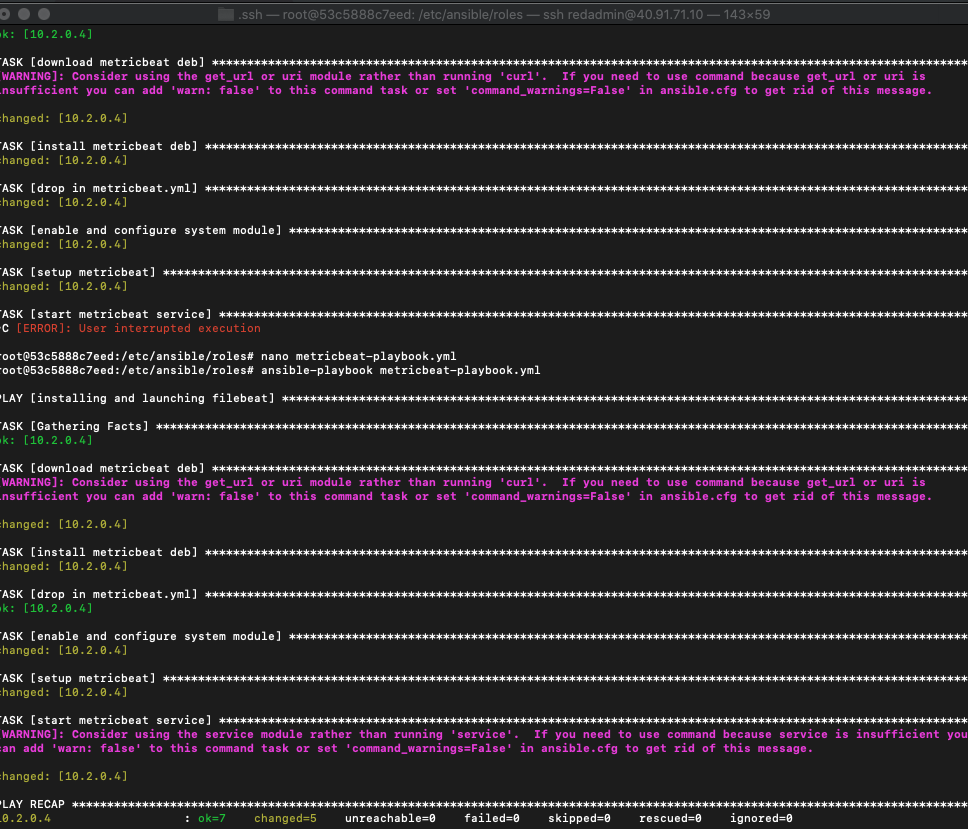 .ssh — root@53c5888c7eed: /etc/ansible/roles — ssh redadmin@40.91.71.10 — 143×59
ok: [10.2.0.4]
TASK [download metricbeat deb] ******************************************************************************************************
[WARNING]: Consider using the get_url or uri module rather than running 'curl'.  If you need to use command because get_url or uri is
insufficient you can add 'warn: false' to this command task or set 'command_warnings=False' in ansible.cfg to get rid of this message.
changed: [10.2.0.4]
TASK [install metricbeat deb] ******************************************************************************************************
changed: [10.2.0.4]
TASK [drop in metricbeat.yml] ******************************************************************************************************
changed: [10.2.0.4]
TASK [enable and configure system module] ******************************************************************************************
changed: [10.2.0.4]
TASK [setup metricbeat] ************************************************************************************************************
changed: [10.2.0.4]
TASK [start metricbeat service] ****************************************************************************************************
^C [ERROR]: User interrupted execution
root@53c5888c7eed:/etc/ansible/roles# nano metricbeat-playbook.yml
root@53c5888c7eed:/etc/ansible/roles# ansible-playbook metricbeat-playbook.yml
PLAY [installing and launching filebeat] *******************************************************************************************
TASK [Gathering Facts] *************************************************************************************************************
ok: [10.2.0.4]
TASK [download metricbeat deb] *****************************************************************************************************
[WARNING]: Consider using the get_url or uri module rather than running 'curl'.  If you need to use command because get_url or uri is
insufficient you can add 'warn: false' to this command task or set 'command_warnings=False' in ansible.cfg to get rid of this message.
changed: [10.2.0.4]
TASK [install metricbeat deb] ******************************************************************************************************
changed: [10.2.0.4]
TASK [drop in metricbeat.yml] ******************************************************************************************************
ok: [10.2.0.4]
TASK [enable and configure system module] ******************************************************************************************
changed: [10.2.0.4]
TASK [setup metricbeat] ************************************************************************************************************
changed: [10.2.0.4]
TASK [start metricbeat service] ****************************************************************************************************
[WARNING]: Consider using the service module rather than running 'service'.  If you need to use command because service is insufficient you
can add 'warn: false' to this command task or set 'command_warnings=False' in ansible.cfg to get rid of this message.
changed: [10.2.0.4]
PLAY RECAP *************************************************************************************************************************
10.2.0.4                   : ok=7    changed=5    unreachable=0    failed=0    skipped=0    rescued=0    ignored=0